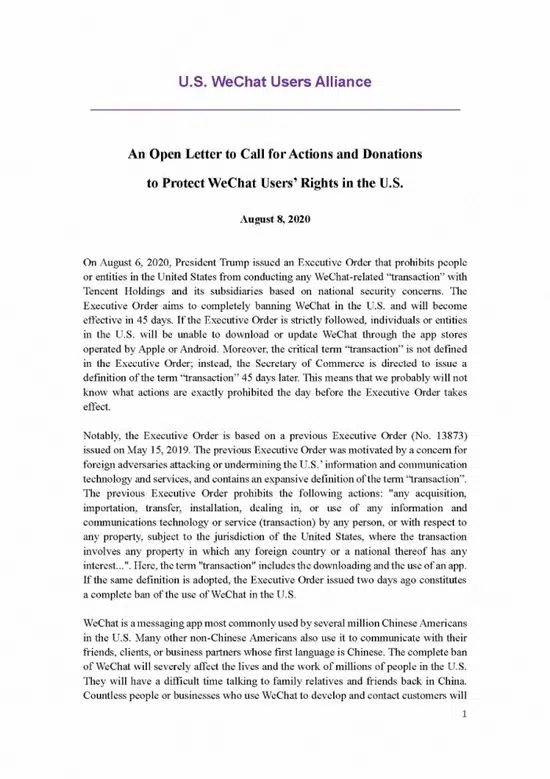 U.S. WeChat Users Alliance
An Open Letter to Call for Actions and Donations
to Protect WeChat Users' Rights in the U.S.
August 8, 2020
On August 6, 2020, President Trump issued an Executive Order that prohibits people
or entities in the United States from conducting any WeChat-related “transaction” with
Tencent Holdings and its subsidiaries based on national security concerns. The
Executive Order aims to completely banning WeChat in the U.S. and will become
effective in 45 days. If the Executive Order is strictly followed, individuals or entities
in the U.S. will be unable to download or update WeChat through the app stores
operated by Apple or Android. Moreover, the critical term “transaction” is not defined
in the Executive Order; instead, the Secretary of Commerce is directed to issue a
definition of the term “transaction” 45 days later. This means that we probably will not
know what actions are exactly prohibited the day before the Executive Order takes
effect.
Notably, the Executive Order is based on a previous Executive Order (No. 13873)
issued on May 15, 2019. The previous Executive Order was motivated by a concern for
foreign adversaries attacking or undermining the U.S.' information and communication
technology and services, and contains an expansive definition of the term “transaction”.
The previous Executive Order prohibits the following actions: "any acquisition,
importation, transfer, installation, dealing in, or use of any information and
communications technology or service (transaction) by any person, or with respect to
any property, subject to the jurisdiction of the United States, where the transaction
involves any property in which any foreign country or a national thereof has any
interest...". Here, the term "transaction" includes the downloading and the use of an app.
If the same definition is adopted, the Executive Order issued two days ago constitutes
a complete ban of the use of WeChat in the U.S.
WeChat is a messaging app most commonly used by several million Chinese Americans
in the U.S. Many other non-Chinese Americans also use it to communicate with their
friends, clients, or business partners whose first language is Chinese. The complete ban
of WeChat will severely affect the lives and the work of millions of people in the U.S.
They will have a difficult time talking to family relatives and friends back in China.
Countless people or businesses who use WeChat to develop and contact customers will
1